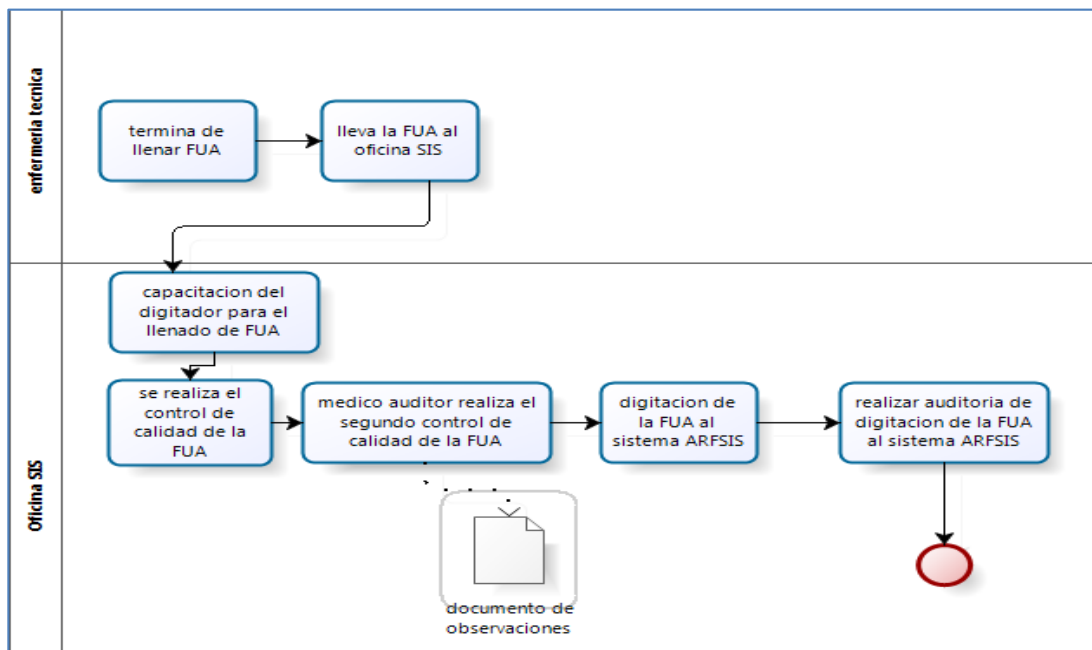 enfermeria tecnica
termina de
llenar FUA
lleva la FUA al
oficina SIS
Oficina SIS
capacitacion del
digitador para el
llenado de FUA
se realiza el
control de
calidad de la
FUA
medico auditor realiza el
segundo control de
calidad de la FUA
digitacion de
la FUA al
sistema ARFSIS
realizar auditoria de
digitacion de la FUA
al sistema ARFSIS
documento de
observaciones